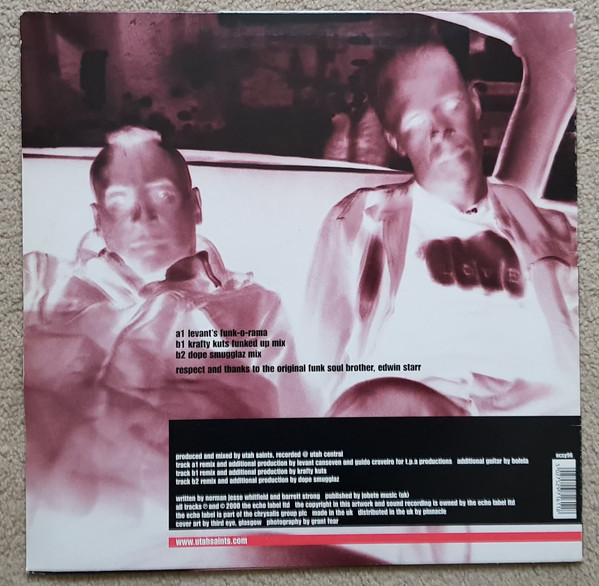 LOVE
a1 levant's funk-o-rama
b1 krafty kuts funked up mix
b2 dope smugglaz mix
respect and thanks to the original funk soul brother, edwin starr
produced and mixed by utah saints, recorded @ utah central
track a1 remix and additional production by levant cansoven and guido craveiro for t.p.a productions additional guitar by bolola
track b1 remix and additional production by krafty kuts
track b2 remix and additional production by dope smugglaz
ecsy96
written by norman jesse whitfield and barrett strong published by jobete music (uk)
all tracks ℗ and © 2000 the echo label ltd the copyright in this artwork and sound recording is owned by the echo label ltd
the echo label is part of the chrysalis group plc made in the uk distributed in the uk by pinnacle
cover art by third eye, glasgow photography by grant fear
www.utahsaints.com